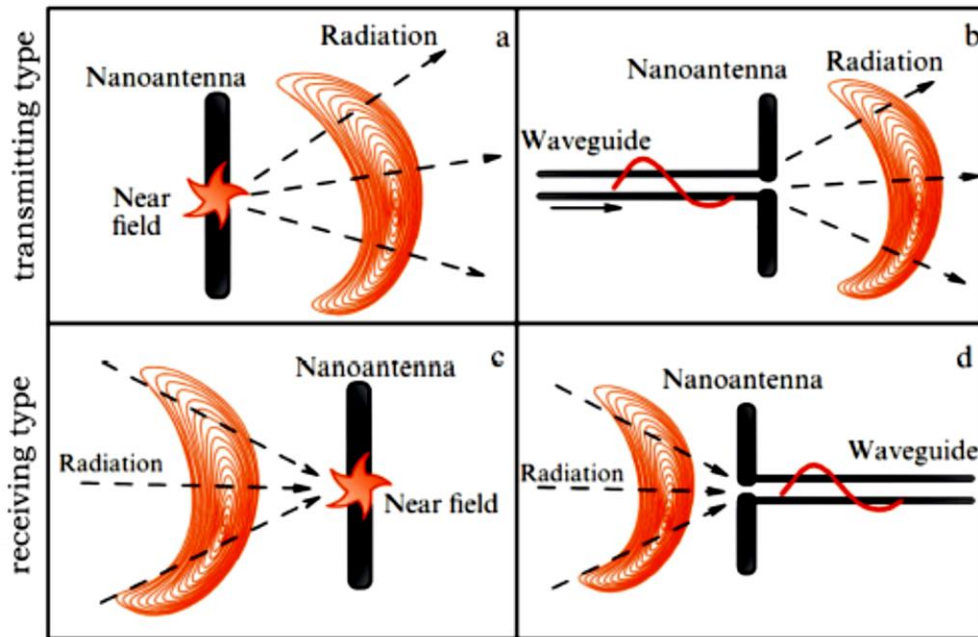 transmitting type
a
Radiation
Nanoantenna
Near
field
b
Nanoantenna
Radiation
Waveguide
receiving type
c
Nanoantenna
Radiation
Near field
d
Nanoantenna
Waveguide
Radiation